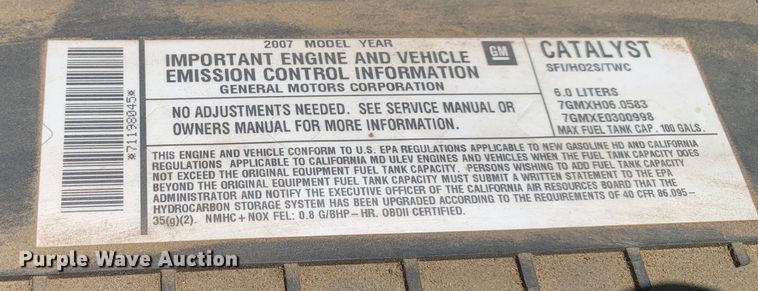 *71198045*
2007 MODEL YEAR
IMPORTANT ENGINE AND VEHICLE
EMISSION CONTROL INFORMATION
GENERAL MOTORS CORPORATION
GM
CATALYST
SFI/HO2S/TWC
NO ADJUSTMENTS NEEDED. SEE SERVICE MANUAL OR
OWNERS MANUAL FOR MORE INFORMATION.
6.0 LITERS
7GMXH06.0583
7GMXE0300998
MAX FUEL TANK CAP. 100 GALS.
THIS ENGINE AND VEHICLE CONFORM TO U.S. EPA REGULATIONS APPLICABLE TO NEW GASOLINE HD AND CALIFORNIA
REGULATIONS APPLICABLE TO CALIFORNIA MD ULEV ENGINES AND VEHICLES WHEN THE FUEL TANK CAPACITY DOES
NOT EXCEED THE ORIGINAL EQUIPMENT FUEL TANK CAPACITY. PERSONS WISHING TO ADD FUEL TANK CAPACITY
BEYOND THE ORIGINAL EQUIPMENT FUEL TANK CAPACITY MUST SUBMIT A WRITTEN STATEMENT TO THE EPA
ADMINISTRATOR AND NOTIFY THE EXECUTIVE OFFICER OF THE CALIFORNIA AIR RESOURCES BOARD THAT THE
HYDROCARBON STORAGE SYSTEM HAS BEEN UPGRADED ACCORDING TO THE REQUIREMENTS OF 40 CFR 86.095-
35(g)(2). NMHC+NOX FEL: 0.8 G/BHP-HR. OBDII CERTIFIED.
Purple Wave Auction